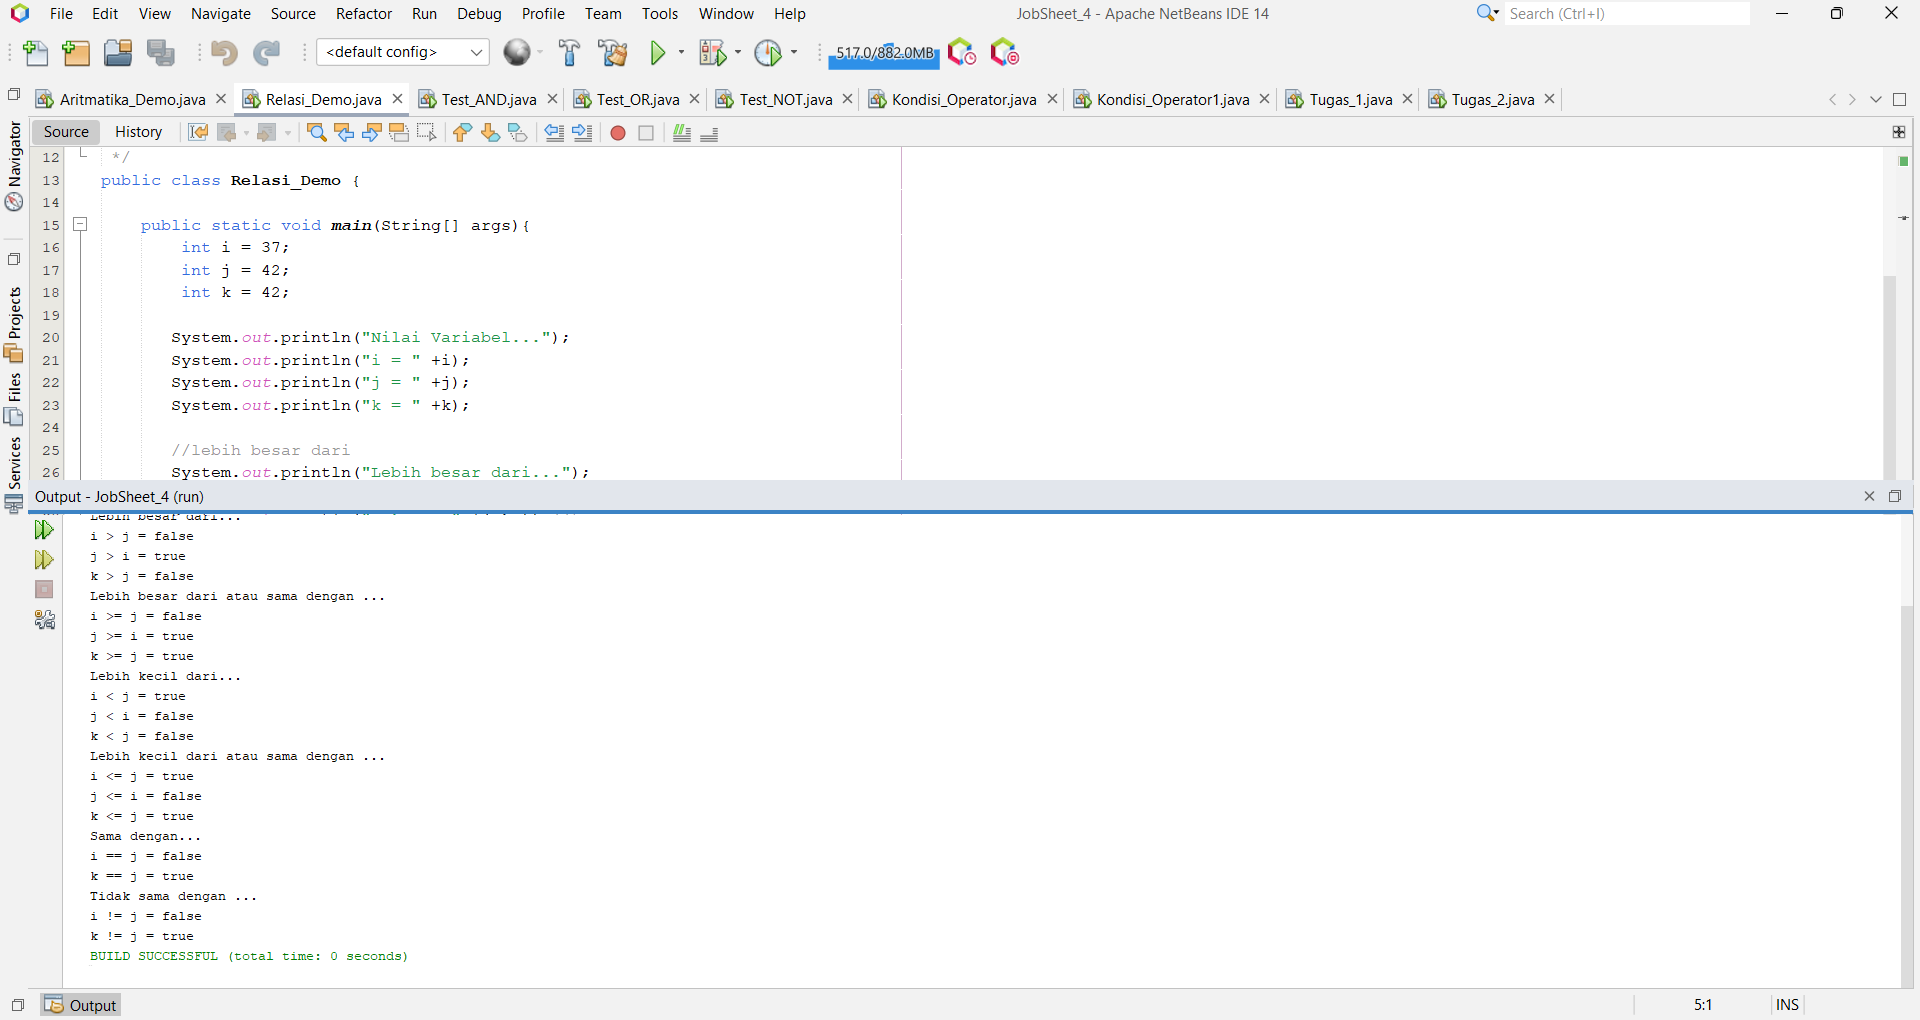 File Edit View Navigate Source Refactor Run Debug Profile Team Tools Window Help JobSheet_4 - Apache NetBeans IDE 14 Search (Ctrl+I)
<default config> 517.0/882.0MB
Aritmatika_Demo.java Relasi_Demo.java Test_AND.java Test_OR.java Test_NOT.java Kondisi_Operator.java Kondisi_Operator1.java Tugas_1.java Tugas_2.java
Source History
Navigator
Projects
Files
Services
12 */
13 public class Relasi_Demo {
14
15 public static void main(String[] args){
16 int i = 37;
17 int j = 42;
18 int k = 42;
19
20 System.out.println("Nilai Variabel...");
21 System.out.println("i = " +i);
22 System.out.println("j = " +j);
23 System.out.println("k = " +k);
24
25 //lebih besar dari
26 System.out.println("Lebih besar dari...");
Output - JobSheet_4 (run)
Lebih besar dari...
i > j = false
j > i = true
k > j = false
Lebih besar dari atau sama dengan ...
i >= j = false
j >= i = true
k >= j = true
Lebih kecil dari...
i < j = true
j < i = false
k < j = false
Lebih kecil dari atau sama dengan ...
i <= j = true
j <= i = false
k <= j = true
Sama dengan...
i == j = false
k == j = true
Tidak sama dengan ...
i != j = false
k != j = true
BUILD SUCCESSFUL (total time: 0 seconds)
Output 5:1 INS